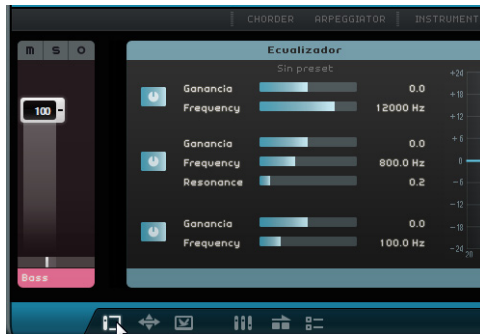 CHORDER ARPEGGIATOR INSTRUMENT
M S O
Ecualizador
Sin preset
100
Ganancia 0.0
Frequency 12000 Hz
Ganancia 0.0
Frequency 800.0 Hz
Resonance 0.2
Ganancia 0.0
Frequency 100.0 Hz
+24
+18
+12
+6
0
-6
-12
-18
-24
20
Bass